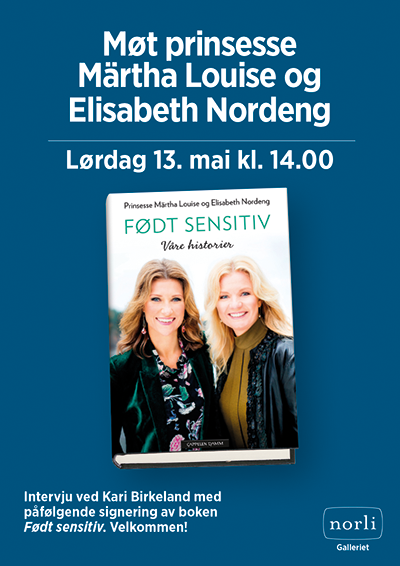 Møt prinsesse
Märtha Louise og
Elisabeth Nordeng
Lørdag 13. mai kl. 14.00
Prinsesse Märtha Louise og Elisabeth Nordeng
FØDT SENSITIV
Våre historier
CAPPELEN DAMM
Intervju ved Kari Birkeland med
påfølgende signering av boken
Født sensitiv. Velkommen!
norli
Galleriet